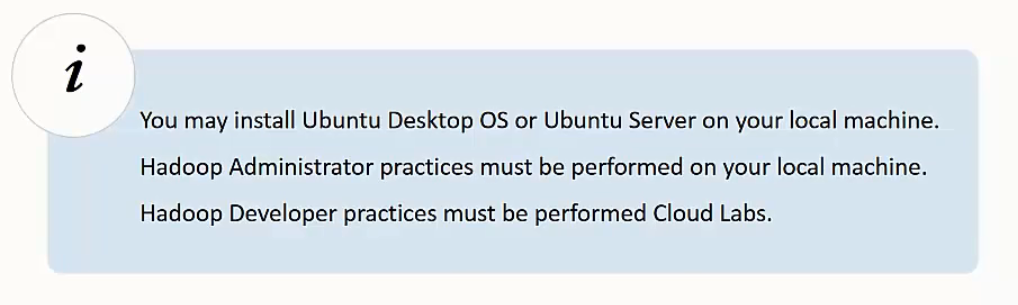 i
You may install Ubuntu Desktop OS or Ubuntu Server on your local machine.
Hadoop Administrator practices must be performed on your local machine.
Hadoop Developer practices must be performed Cloud Labs.